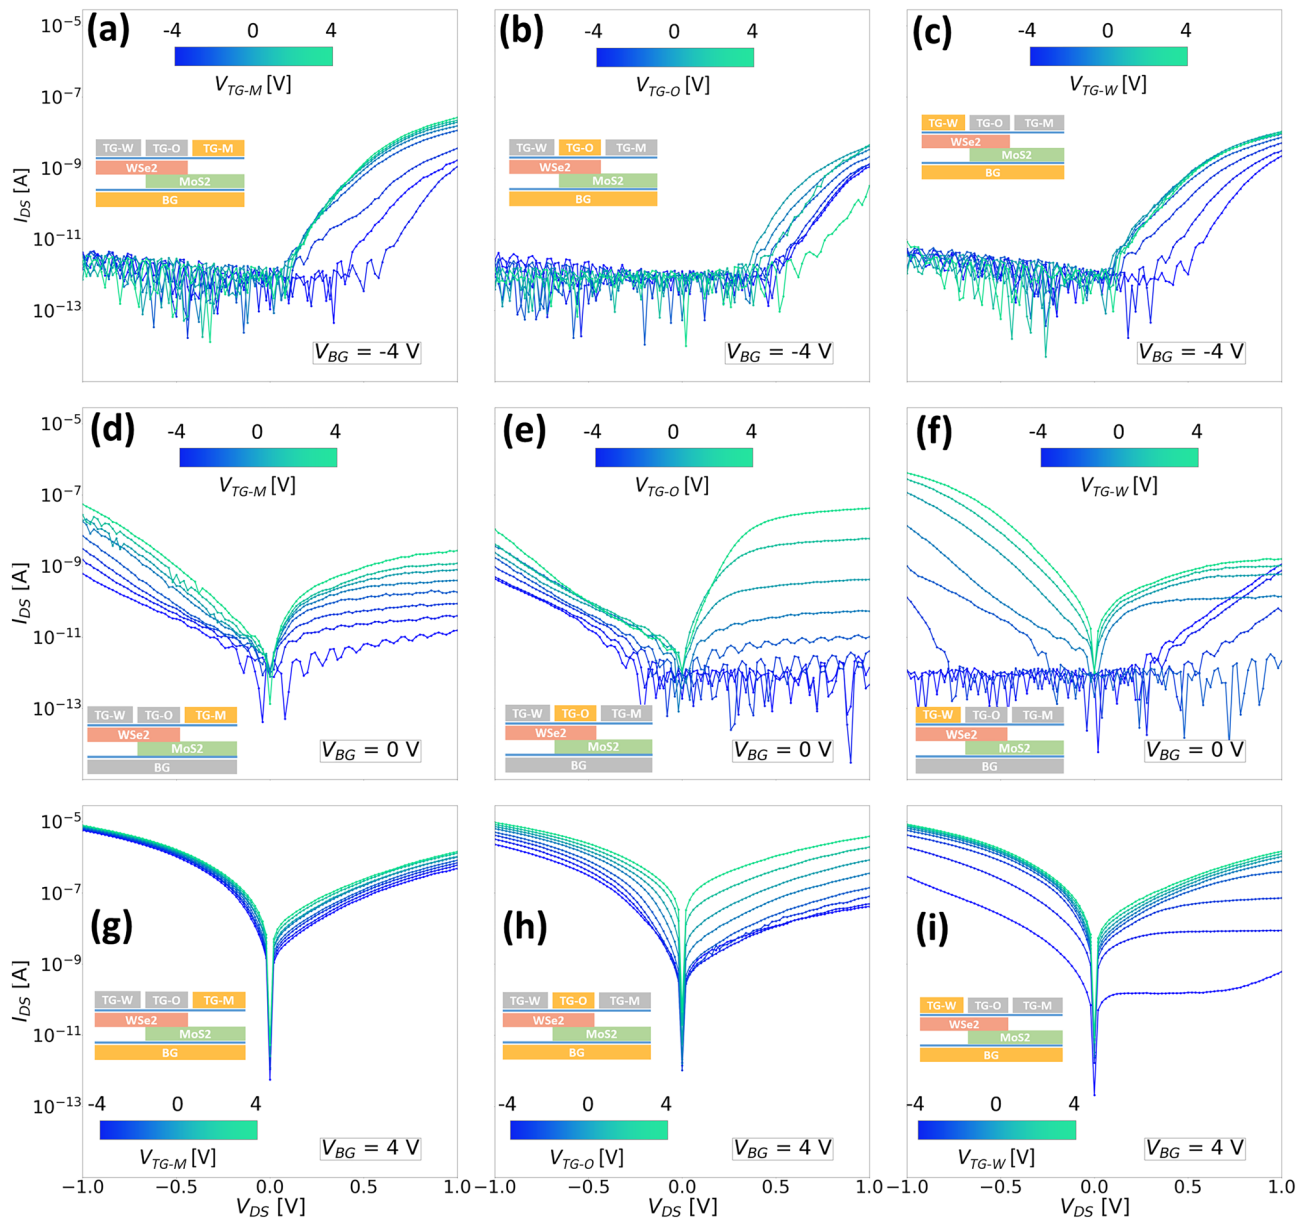 (a)
-4 0 4
V_TG-M [V]
TG-W TG-O TG-M
WSe2
MoS2
BG
V_BG = -4 V
10^-5
10^-7
10^-9
10^-11
10^-13
I_DS [A]
(b)
-4 0 4
V_TG-O [V]
TG-W TG-O TG-M
WSe2
MoS2
BG
V_BG = -4 V
(c)
-4 0 4
V_TG-W [V]
TG-W TG-O TG-M
WSe2
MoS2
BG
V_BG = -4 V
(d)
-4 0 4
V_TG-M [V]
TG-W TG-O TG-M
WSe2
MoS2
BG
V_BG = 0 V
10^-5
10^-7
10^-9
10^-11
10^-13
I_DS [A]
(e)
-4 0 4
V_TG-O [V]
TG-W TG-O TG-M
WSe2
MoS2
BG
V_BG = 0 V
(f)
-4 0 4
V_TG-W [V]
TG-W TG-O TG-M
WSe2
MoS2
BG
V_BG = 0 V
10^-5
10^-7
10^-9
10^-11
10^-13
I_DS [A]
(g)
TG-W TG-O TG-M
WSe2
MoS2
BG
-4 0 4
V_TG-M [V]
V_BG = 4 V
−1.0 −0.5 0.0 0.5 1.0
V_DS [V]
(h)
TG-W TG-O TG-M
WSe2
MoS2
BG
-4 0 4
V_TG-O [V]
V_BG = 4 V
−1.0 −0.5 0.0 0.5 1.0
V_DS [V]
(i)
TG-W TG-O TG-M
WSe2
MoS2
BG
-4 0 4
V_TG-W [V]
V_BG = 4 V
−1.0 −0.5 0.0 0.5 1.0
V_DS [V]